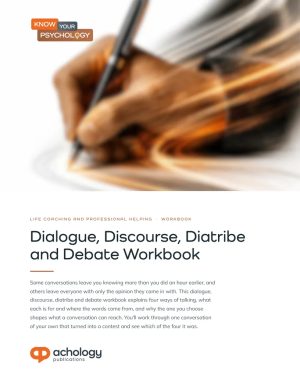 KNOW YOUR
PSYCHOLOGY
LIFE COACHING AND PROFESSIONAL HELPING · WORKBOOK
Dialogue, Discourse, Diatribe
and Debate Workbook
Some conversations leave you knowing more than you did an hour earlier, and
others leave everyone with only the opinion they came in with. This dialogue,
discourse, diatribe and debate workbook explains four ways of talking, what
each is for and where the words come from, and why the one you choose
shapes what a conversation can reach. You'll work through one conversation
of your own that turned into a contest and see which of the four it was.
achology
publications